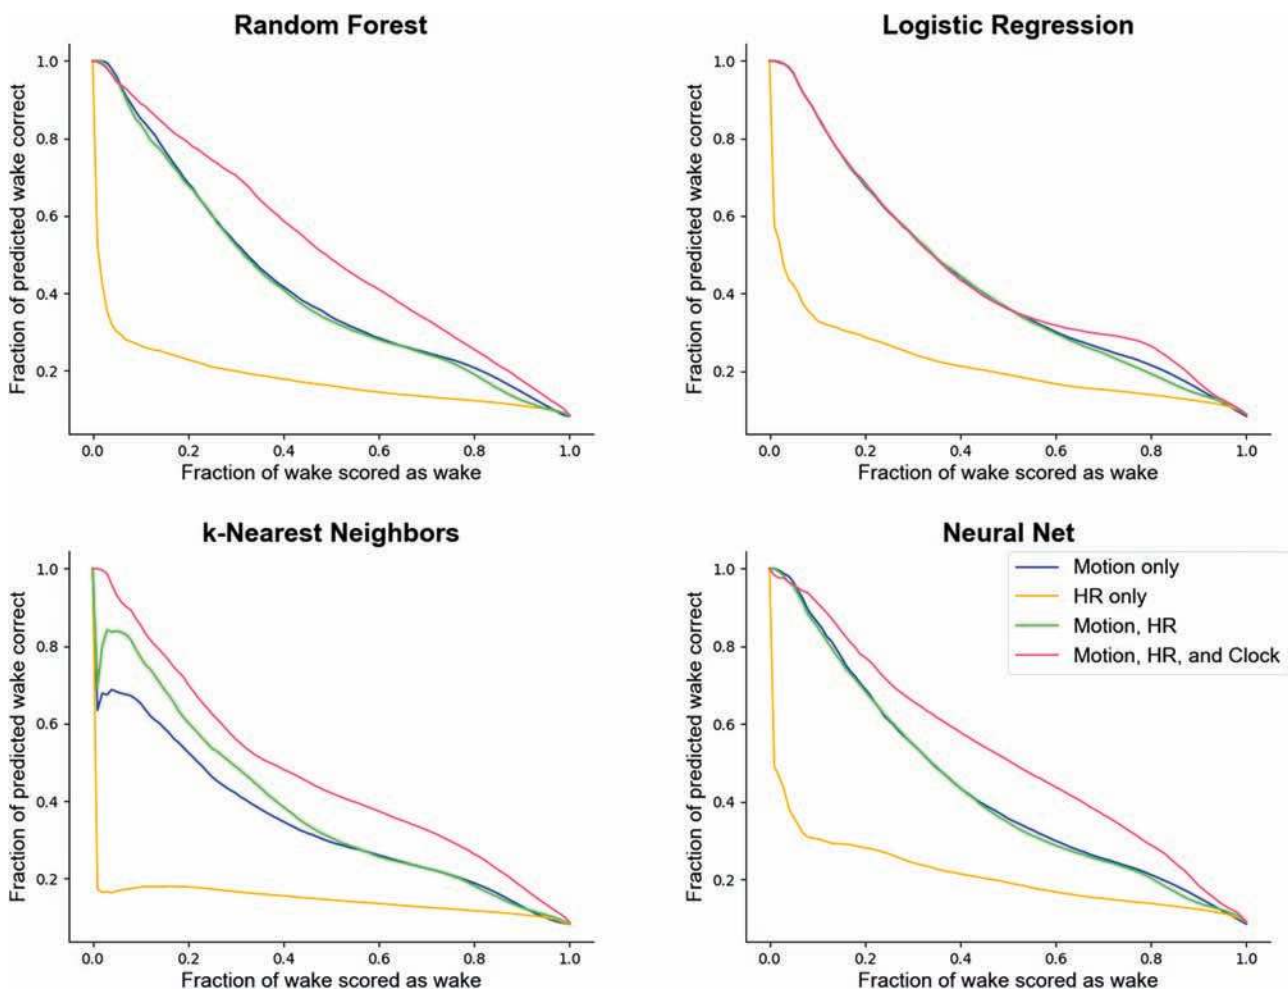 Random Forest
Fraction of predicted wake correct
1.0
0.8
0.6
0.4
0.2
0.0 0.2 0.4 0.6 0.8 1.0
Fraction of wake scored as wake
Logistic Regression
Fraction of predicted wake correct
1.0
0.8
0.6
0.4
0.2
0.0 0.2 0.4 0.6 0.8 1.0
Fraction of wake scored as wake
k-Nearest Neighbors
Fraction of predicted wake correct
1.0
0.8
0.6
0.4
0.2
0.0 0.2 0.4 0.6 0.8 1.0
Fraction of wake scored as wake
Neural Net
Motion only
HR only
Motion, HR
Motion, HR, and Clock
Fraction of predicted wake correct
1.0
0.8
0.6
0.4
0.2
0.0 0.2 0.4 0.6 0.8 1.0
Fraction of wake scored as wake